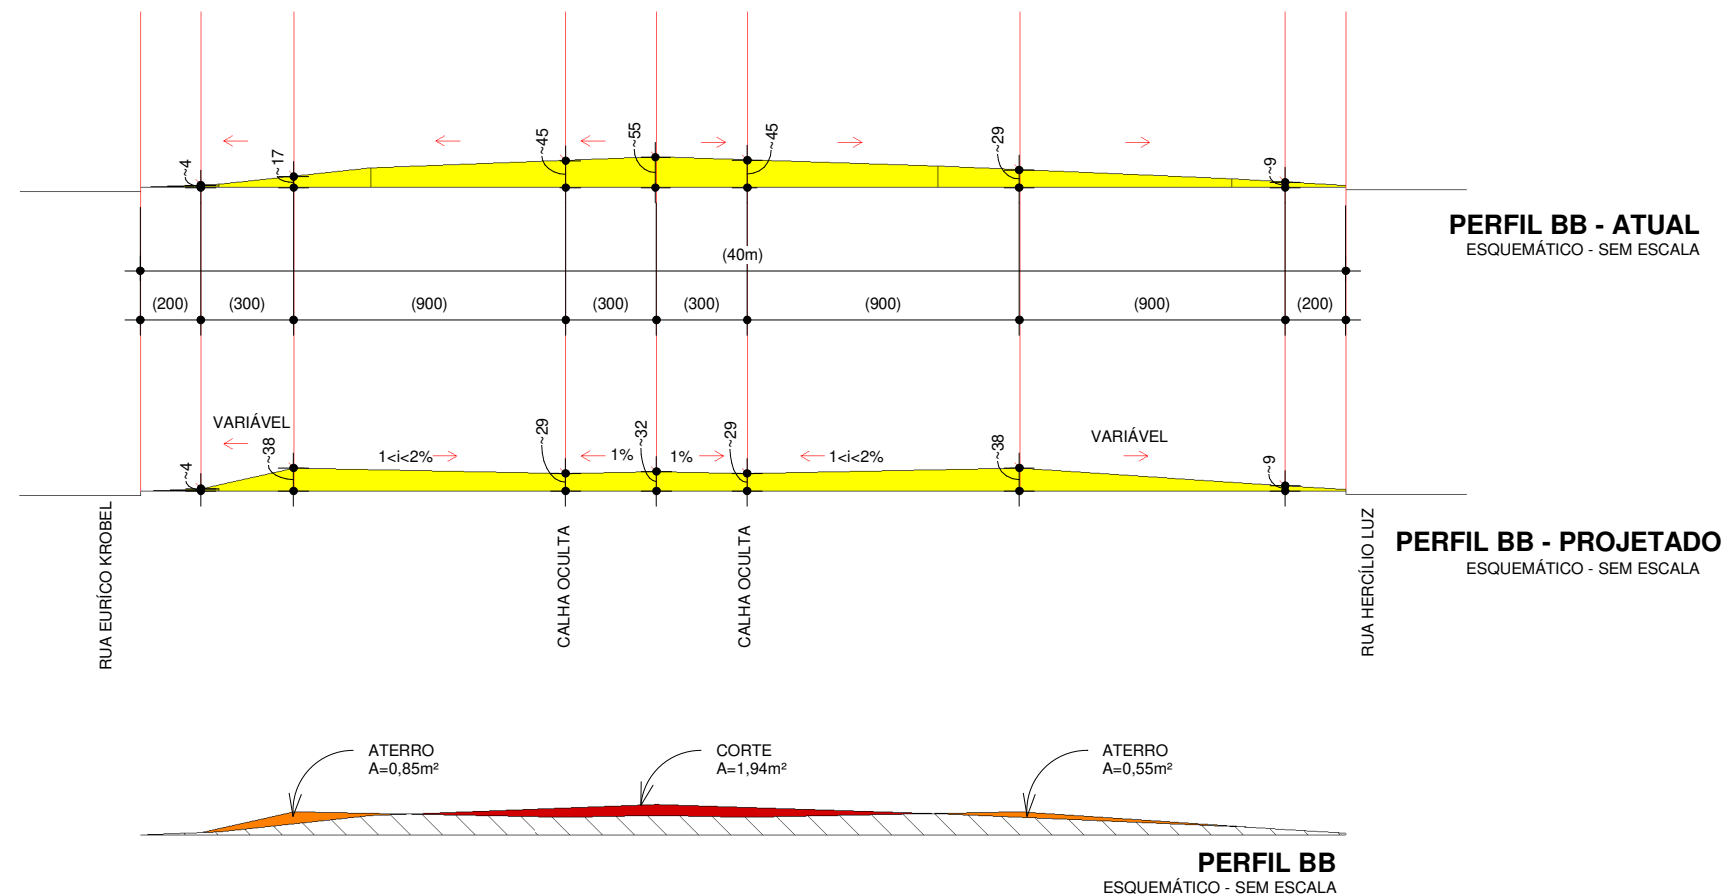 ~4
~17
~45
~55
~45
~29
~9
PERFIL BB - ATUAL
ESQUEMÁTICO - SEM ESCALA
(40m)
(200)
(300)
(900)
(300)
(300)
(900)
(900)
(200)
VARIÁVEL
~4
~38
1<i<2%
~29
1%
~32
1%
~29
1<i<2%
~38
VARIÁVEL
~9
RUA EURÍCO KROBEL
CALHA OCULTA
CALHA OCULTA
RUA HERCÍLIO LUZ
PERFIL BB - PROJETADO
ESQUEMÁTICO - SEM ESCALA
ATERRO
A=0,85m²
CORTE
A=1,94m²
ATERRO
A=0,55m²
PERFIL BB
ESQUEMÁTICO - SEM ESCALA